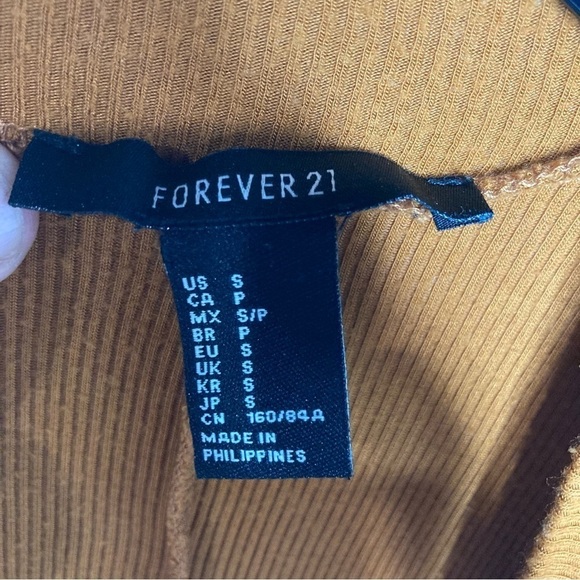 FOREVER 21
US S
CA P
MX S/P
BR P
EU S
UK S
KR S
JP S
CN 160/84A
MADE IN
PHILIPPINES